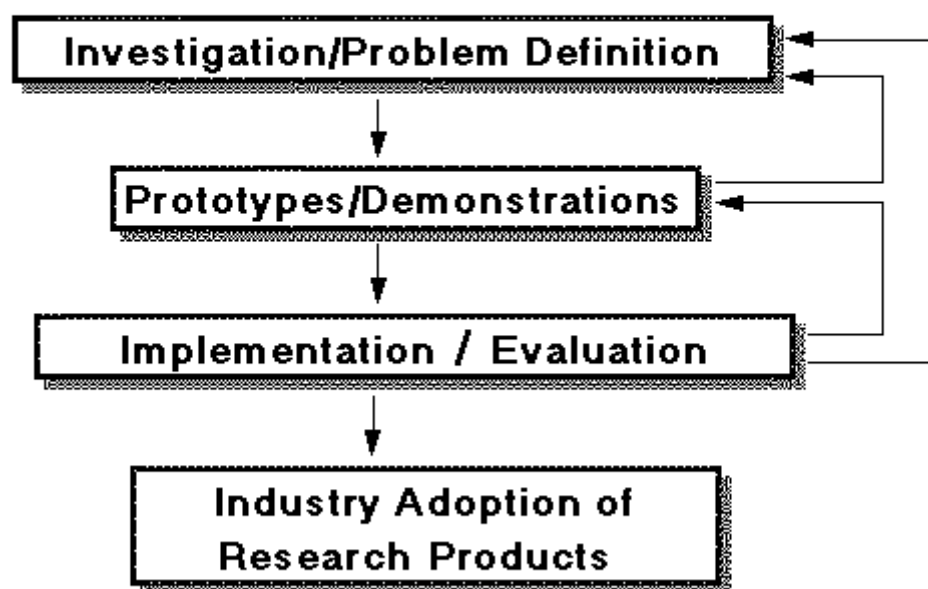 Investigation/Problem Definition
Prototypes/Demonstrations
Implementation / Evaluation
Industry Adoption of
Research Products